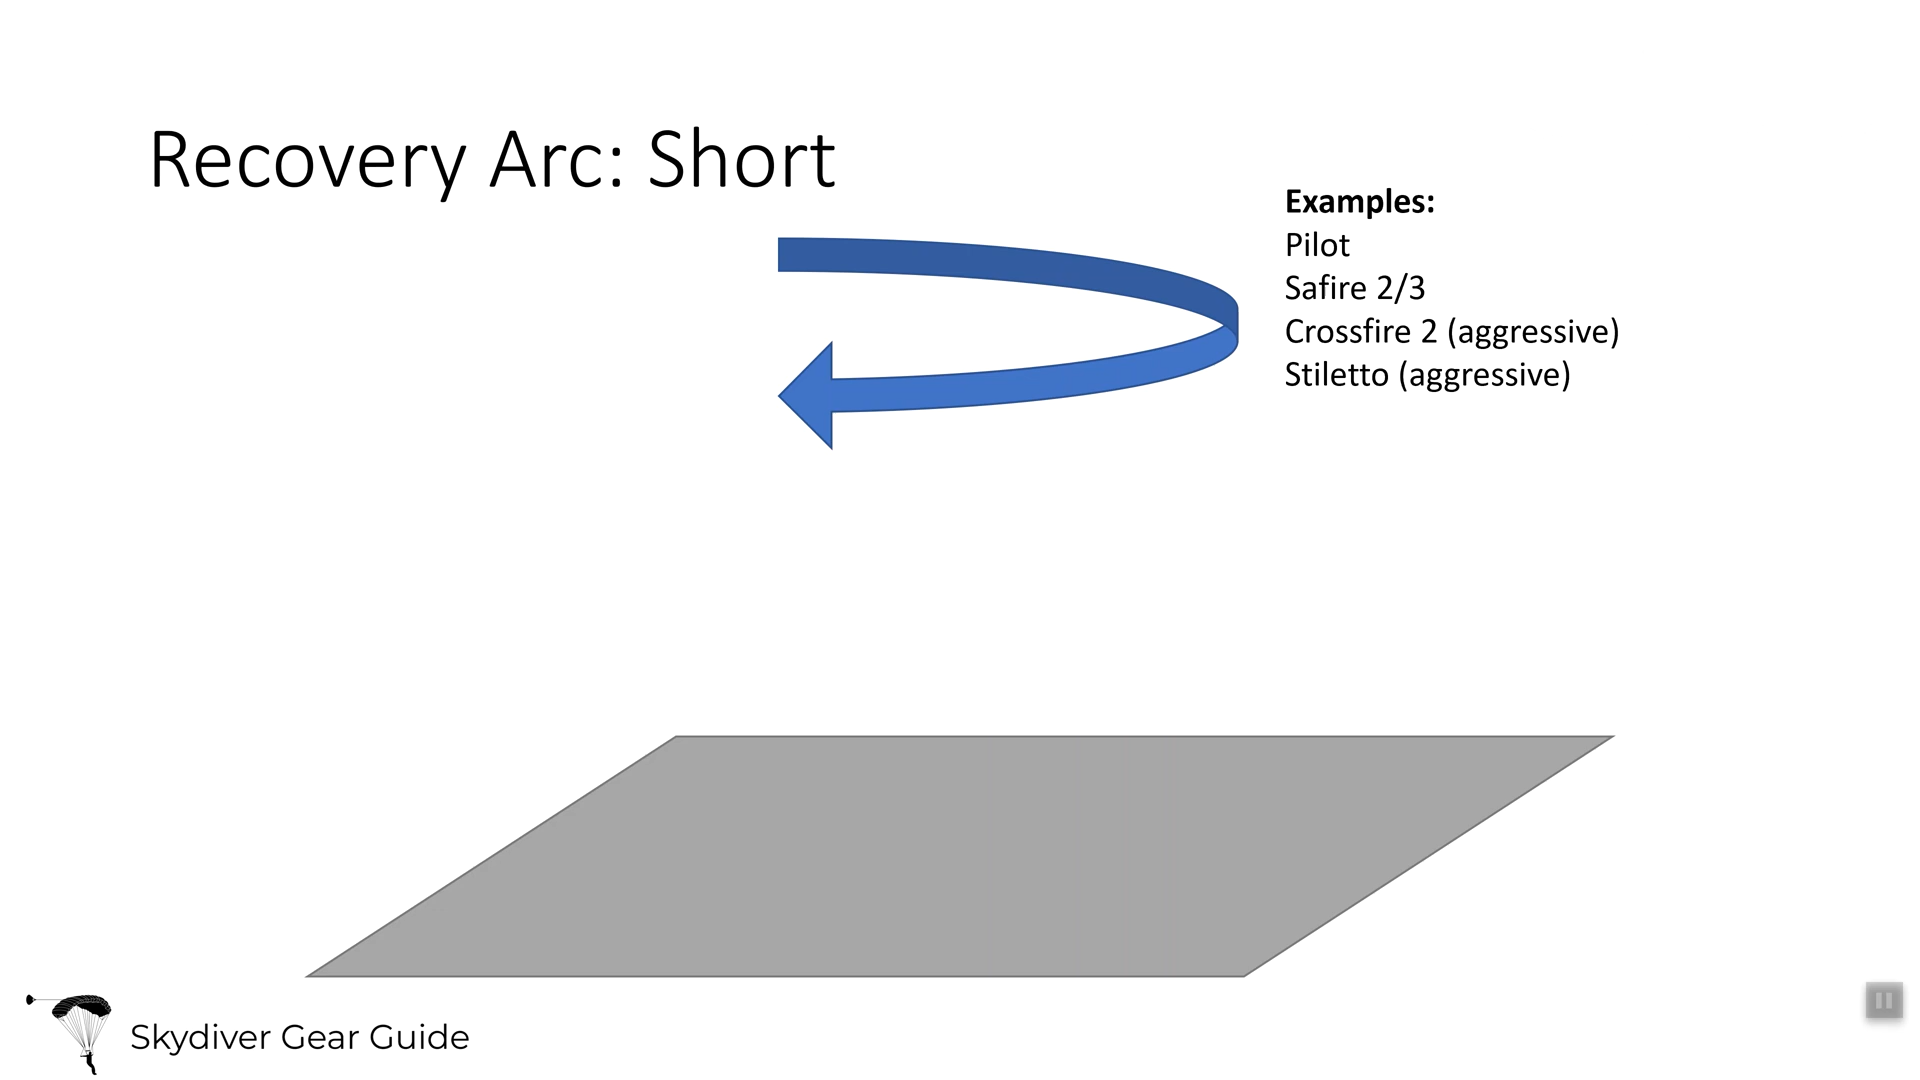 Recovery Arc: Short
Examples:
Pilot
Safire 2/3
Crossfire 2 (aggressive)
Stiletto (aggressive)
Skydiver Gear Guide